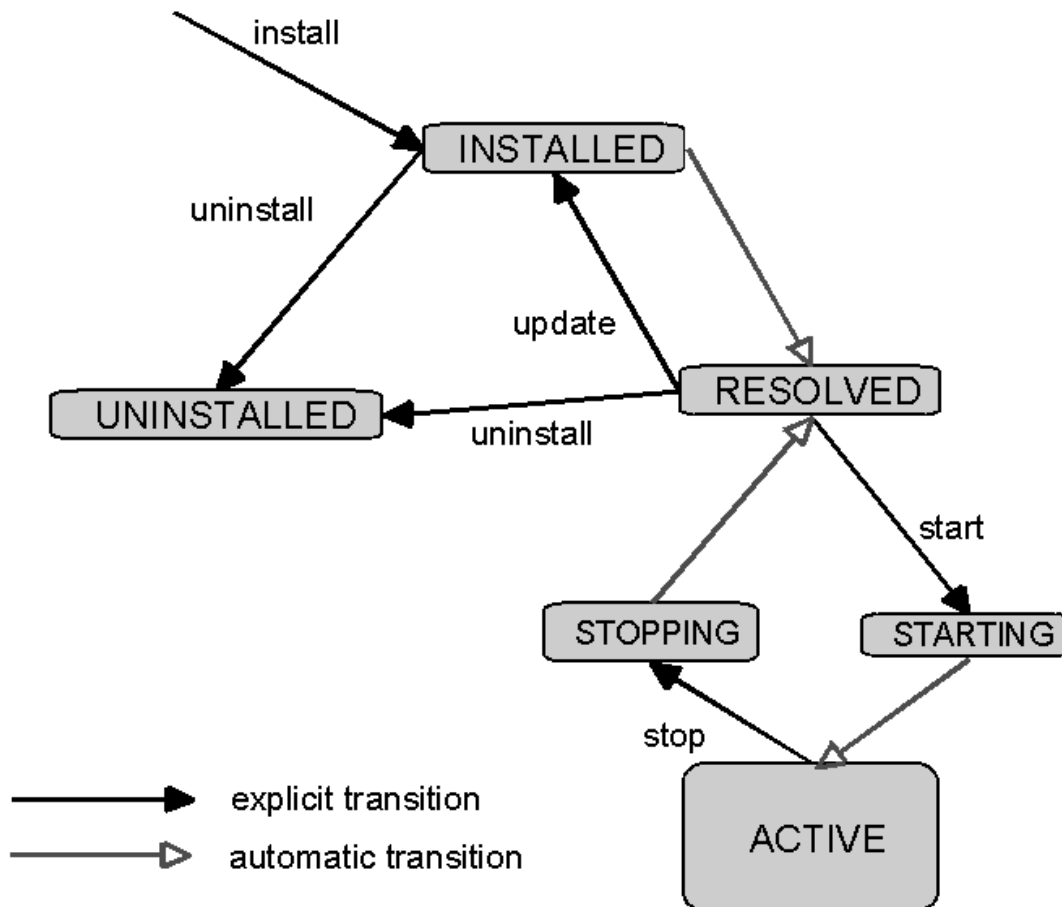 install
INSTALLED
uninstall
update
RESOLVED
UNINSTALLED
uninstall
start
STOPPING
STARTING
stop
explicit transition
ACTIVE
automatic transition